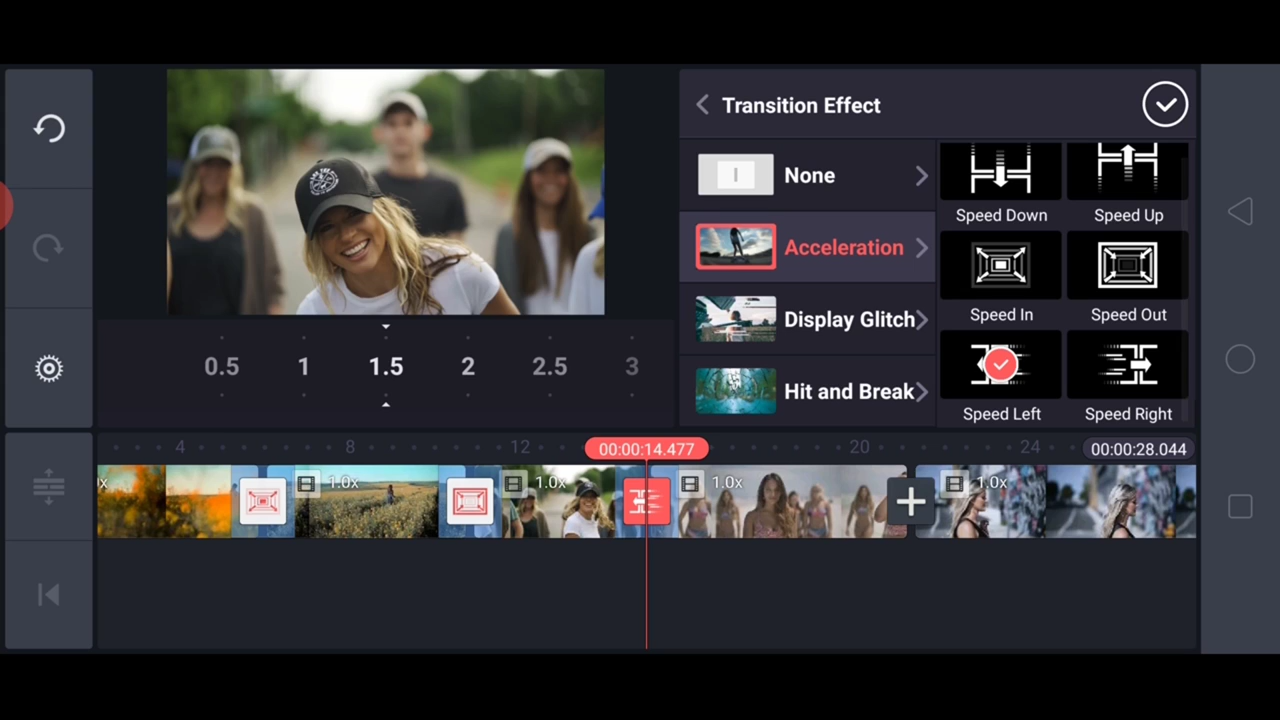 Transition Effect
None
Acceleration
Display Glitch
Hit and Break
Speed Down
Speed Up
Speed In
Speed Out
Speed Left
Speed Right
0.5 1 1.5 2 2.5 3
4 8 12 00:00:14.477 20 24 00:00:28.044
x 1.0x 1.0x 1.0x 1.0x